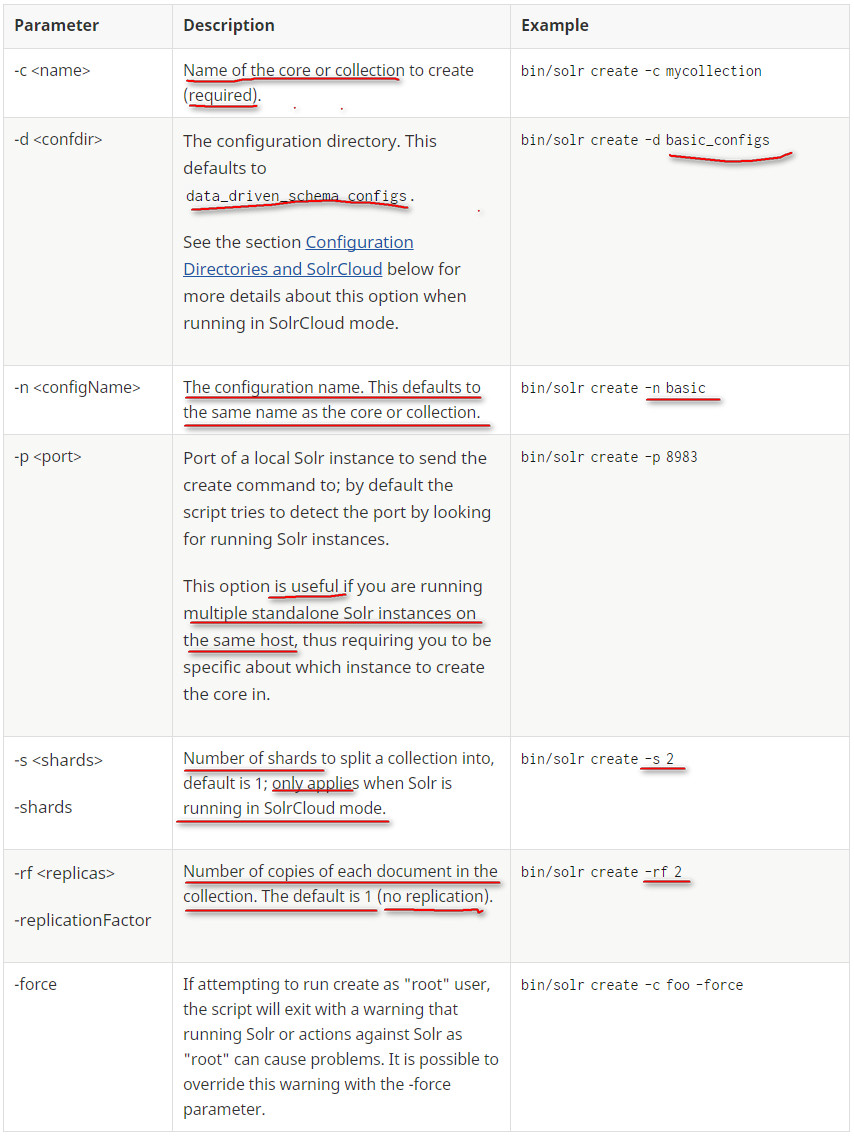 Parameter Description Example
-c <name> Name of the core or collection to create bin/solr create -c mycollection
(required).
-d <confdir> The configuration directory. This bin/solr create -d basic_configs
defaults to
data_driven_schema_configs.
See the section Configuration
Directories and SolrCloud below for
more details about this option when
running in SolrCloud mode.
-n <configName> The configuration name. This defaults to bin/solr create -n basic
the same name as the core or collection.
-p <port> Port of a local Solr instance to send the bin/solr create -p 8983
create command to; by default the
script tries to detect the port by looking
for running Solr instances.
This option is useful if you are running
multiple standalone Solr instances on
the same host, thus requiring you to be
specific about which instance to create
the core in.
-s <shards> Number of shards to split a collection into, bin/solr create -s 2
default is 1; only applies when Solr is
-shards running in SolrCloud mode.
-rf <replicas> Number of copies of each document in the bin/solr create -rf 2
collection. The default is 1 (no replication).
-replicationFactor
-force If attempting to run create as "root" user, bin/solr create -c foo -force
the script will exit with a warning that
running Solr or actions against Solr as
"root" can cause problems. It is possible to
override this warning with the -force
parameter.